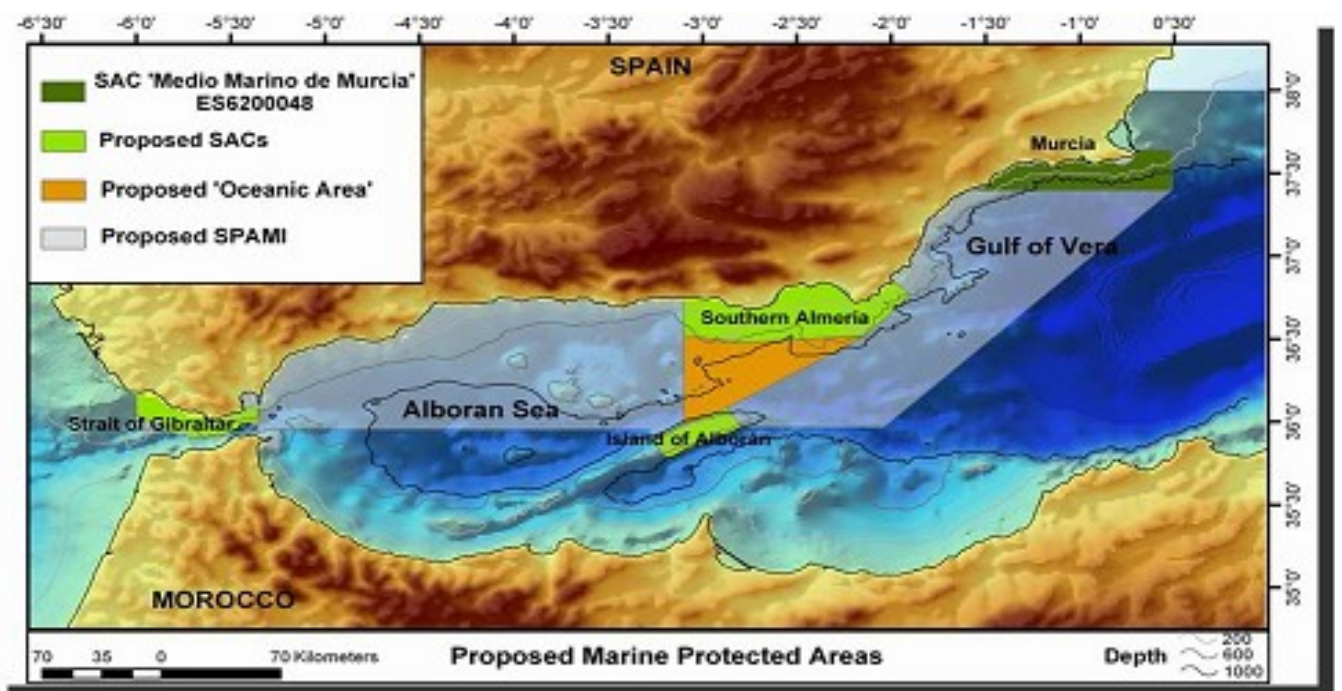 -6°30' -6°0' -5°30' -5°0' -4°30' -4°0' -3°30' -3°0' -2°30' -2°0' -1°30' -1°0' 0°30'
SAC 'Medio Marino de Murcia'
ES6200048
Proposed SACs
Proposed 'Oceanic Area'
Proposed SPAMI
SPAIN
38°0'
Murcia
37°30'
Gulf of Vera
37°0'
Southern Almeria
36°30'
Alboran Sea
Strait of Gibraltar
36°0'
Island of Alboran
35°30'
35°0'
MOROCCO
70 35 0 70 Kilometers
Proposed Marine Protected Areas
Depth
200
600
1000